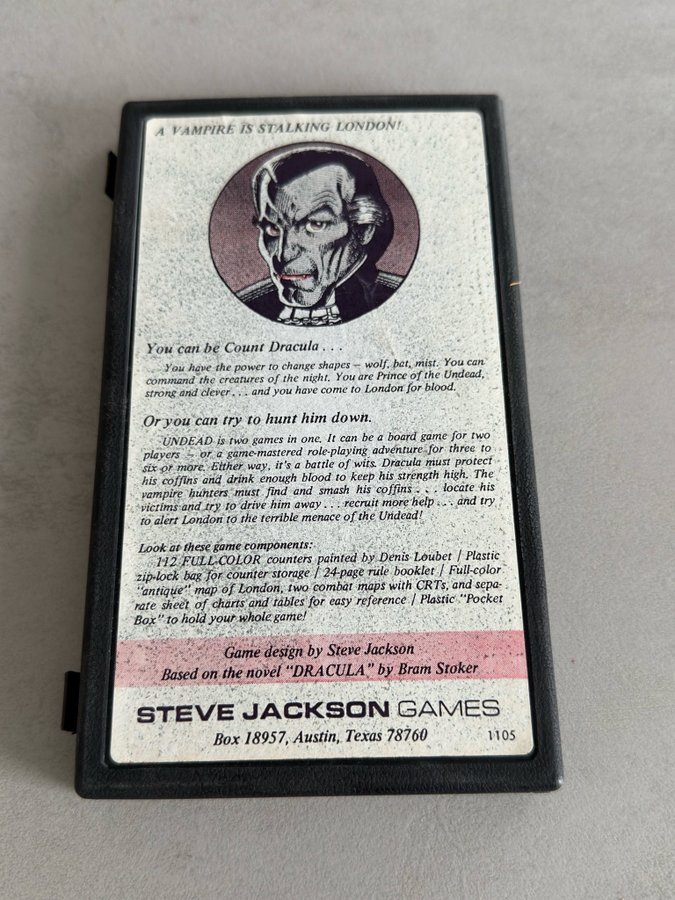 A VAMPIRE IS STALKING LONDON!
You can be Count Dracula . . .
You have the power to change shapes — wolf, bat, mist. You can
command the creatures of the night. You are Prince of the Undead,
strong and clever . . . and you have come to London for blood.
Or you can try to hunt him down.
UNDEAD is two games in one. It can be a board game for two
players — or a game-mastered role-playing adventure for three to
six or more. Either way, it's a battle of wits. Dracula must protect
his coffins and drink enough blood to keep his strength high. The
vampire hunters must find and smash his coffins . . . locate his
victims and try to drive him away . . . recruit more help . . . and try
to alert London to the terrible menace of the Undead!
Look at these game components:
112 FULL-COLOR counters painted by Denis Loubet / Plastic
zip-lock bag for counter storage / 24-page rule booklet / Full-color
"antique" map of London, two combat maps with CRTs, and sepa-
rate sheet of charts and tables for easy reference / Plastic "Pocket
Box" to hold your whole game!
Game design by Steve Jackson
Based on the novel "DRACULA" by Bram Stoker
STEVE JACKSON GAMES
Box 18957, Austin, Texas 78760 1105